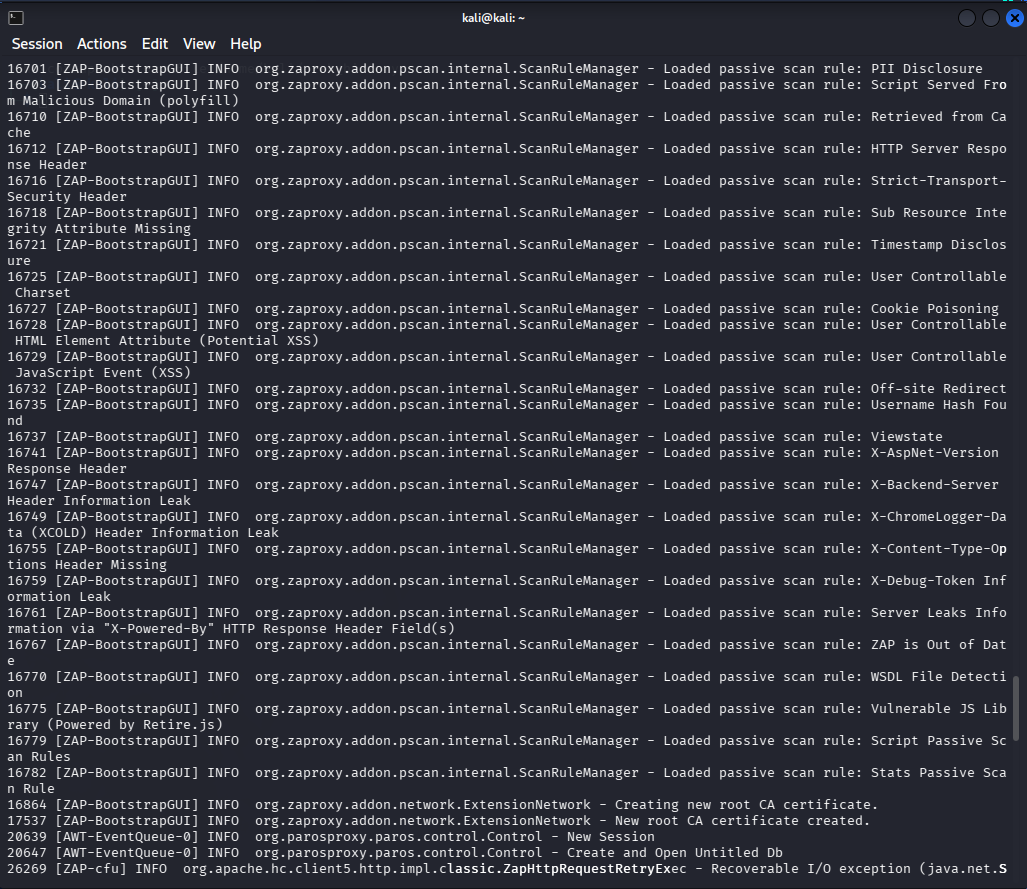 kali@kali: ~
Session Actions Edit View Help
16701 [ZAP-BootstrapGUI] INFO  org.zaproxy.addon.pscan.internal.ScanRuleManager - Loaded passive scan rule: PII Disclosure
16703 [ZAP-BootstrapGUI] INFO  org.zaproxy.addon.pscan.internal.ScanRuleManager - Loaded passive scan rule: Script Served Fro
m Malicious Domain (polyfill)
16710 [ZAP-BootstrapGUI] INFO  org.zaproxy.addon.pscan.internal.ScanRuleManager - Loaded passive scan rule: Retrieved from Ca
che
16712 [ZAP-BootstrapGUI] INFO  org.zaproxy.addon.pscan.internal.ScanRuleManager - Loaded passive scan rule: HTTP Server Respo
nse Header
16716 [ZAP-BootstrapGUI] INFO  org.zaproxy.addon.pscan.internal.ScanRuleManager - Loaded passive scan rule: Strict-Transport-
Security Header
16718 [ZAP-BootstrapGUI] INFO  org.zaproxy.addon.pscan.internal.ScanRuleManager - Loaded passive scan rule: Sub Resource Inte
grity Attribute Missing
16721 [ZAP-BootstrapGUI] INFO  org.zaproxy.addon.pscan.internal.ScanRuleManager - Loaded passive scan rule: Timestamp Disclos
ure
16725 [ZAP-BootstrapGUI] INFO  org.zaproxy.addon.pscan.internal.ScanRuleManager - Loaded passive scan rule: User Controllable
 Charset
16727 [ZAP-BootstrapGUI] INFO  org.zaproxy.addon.pscan.internal.ScanRuleManager - Loaded passive scan rule: Cookie Poisoning
16728 [ZAP-BootstrapGUI] INFO  org.zaproxy.addon.pscan.internal.ScanRuleManager - Loaded passive scan rule: User Controllable
 HTML Element Attribute (Potential XSS)
16729 [ZAP-BootstrapGUI] INFO  org.zaproxy.addon.pscan.internal.ScanRuleManager - Loaded passive scan rule: User Controllable
 JavaScript Event (XSS)
16732 [ZAP-BootstrapGUI] INFO  org.zaproxy.addon.pscan.internal.ScanRuleManager - Loaded passive scan rule: Off-site Redirect
16735 [ZAP-BootstrapGUI] INFO  org.zaproxy.addon.pscan.internal.ScanRuleManager - Loaded passive scan rule: Username Hash Fou
nd
16737 [ZAP-BootstrapGUI] INFO  org.zaproxy.addon.pscan.internal.ScanRuleManager - Loaded passive scan rule: Viewstate
16741 [ZAP-BootstrapGUI] INFO  org.zaproxy.addon.pscan.internal.ScanRuleManager - Loaded passive scan rule: X-AspNet-Version
Response Header
16747 [ZAP-BootstrapGUI] INFO  org.zaproxy.addon.pscan.internal.ScanRuleManager - Loaded passive scan rule: X-Backend-Server
Header Information Leak
16749 [ZAP-BootstrapGUI] INFO  org.zaproxy.addon.pscan.internal.ScanRuleManager - Loaded passive scan rule: X-ChromeLogger-Da
ta (XCOLD) Header Information Leak
16755 [ZAP-BootstrapGUI] INFO  org.zaproxy.addon.pscan.internal.ScanRuleManager - Loaded passive scan rule: X-Content-Type-Op
tions Header Missing
16759 [ZAP-BootstrapGUI] INFO  org.zaproxy.addon.pscan.internal.ScanRuleManager - Loaded passive scan rule: X-Debug-Token Inf
ormation Leak
16761 [ZAP-BootstrapGUI] INFO  org.zaproxy.addon.pscan.internal.ScanRuleManager - Loaded passive scan rule: Server Leaks Info
rmation via "X-Powered-By" HTTP Response Header Field(s)
16767 [ZAP-BootstrapGUI] INFO  org.zaproxy.addon.pscan.internal.ScanRuleManager - Loaded passive scan rule: ZAP is Out of Dat
e
16770 [ZAP-BootstrapGUI] INFO  org.zaproxy.addon.pscan.internal.ScanRuleManager - Loaded passive scan rule: WSDL File Detecti
on
16775 [ZAP-BootstrapGUI] INFO  org.zaproxy.addon.pscan.internal.ScanRuleManager - Loaded passive scan rule: Vulnerable JS Lib
rary (Powered by Retire.js)
16779 [ZAP-BootstrapGUI] INFO  org.zaproxy.addon.pscan.internal.ScanRuleManager - Loaded passive scan rule: Script Passive Sc
an Rules
16782 [ZAP-BootstrapGUI] INFO  org.zaproxy.addon.pscan.internal.ScanRuleManager - Loaded passive scan rule: Stats Passive Sca
n Rule
16864 [ZAP-BootstrapGUI] INFO  org.zaproxy.addon.network.ExtensionNetwork - Creating new root CA certificate.
17537 [ZAP-BootstrapGUI] INFO  org.zaproxy.addon.network.ExtensionNetwork - New root CA certificate created.
20639 [AWT-EventQueue-0] INFO  org.parosproxy.paros.control.Control - New Session
20647 [AWT-EventQueue-0] INFO  org.parosproxy.paros.control.Control - Create and Open Untitled Db
26269 [ZAP-cfu] INFO  org.apache.hc.client5.http.impl.classic.ZapHttpRequestRetryExec - Recoverable I/O exception (java.net.S